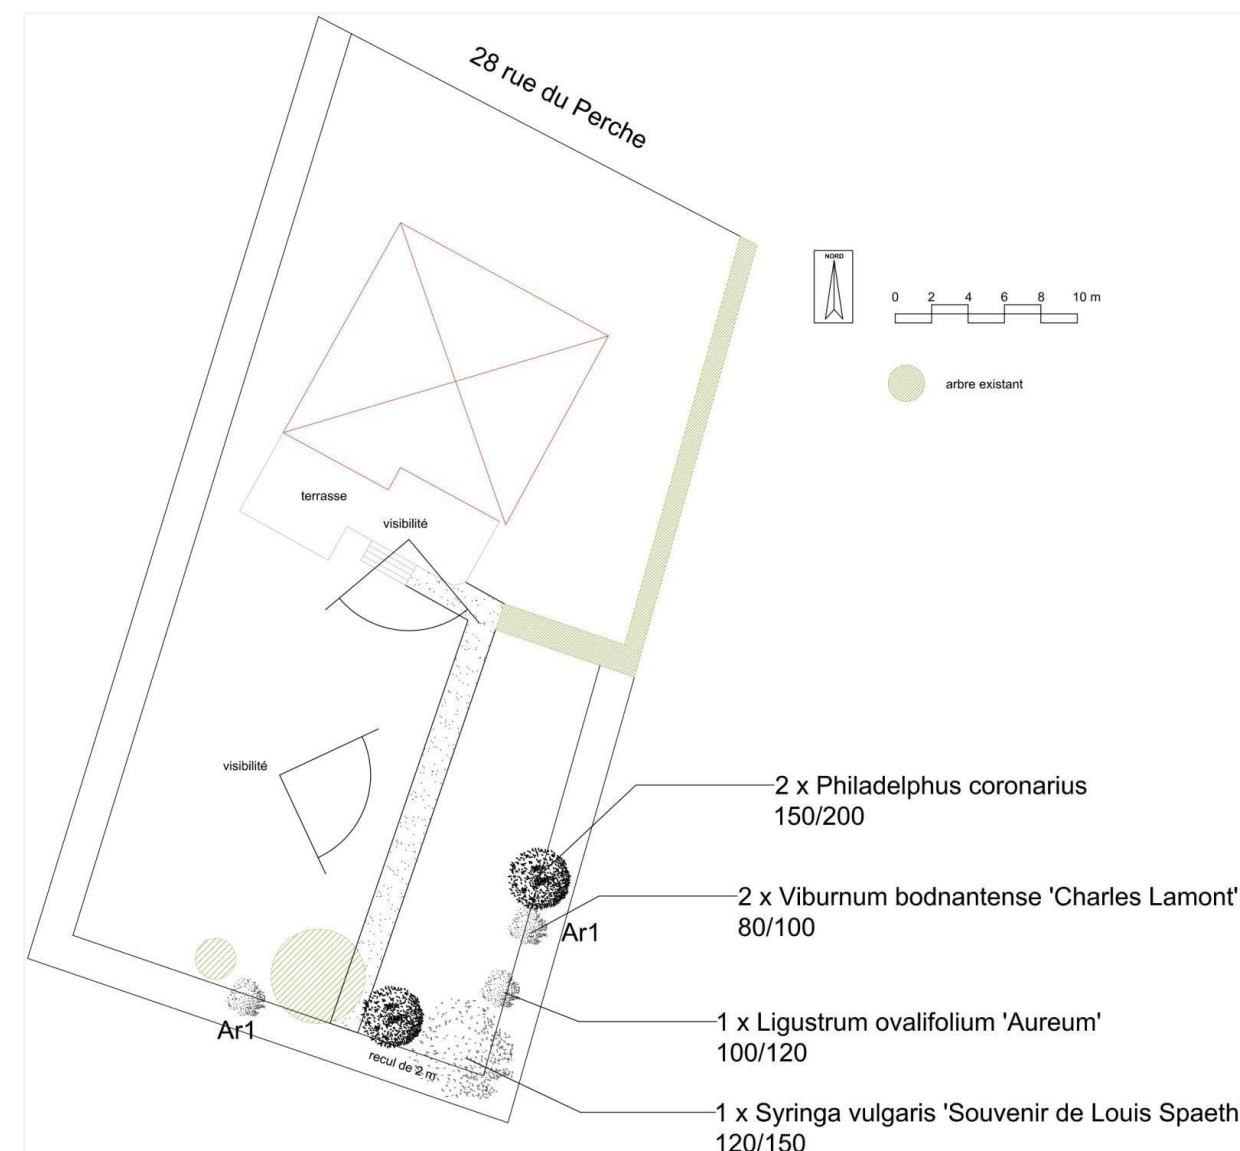 28 rue du Perche
NORD
0 2 4 6 8 10 m
arbre existant
terrasse
visibilité
visibilité
2 x Philadelphus coronarius
150/200
2 x Viburnum bodnantense 'Charles Lamont'
80/100
Ar1
1 x Ligustrum ovalifolium 'Aureum'
100/120
Ar1
recul de 2 m
1 x Syringa vulgaris 'Souvenir de Louis Spaeth
120/150